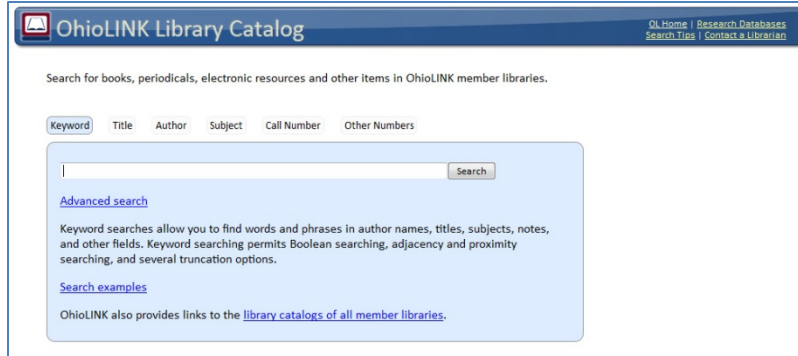 OhioLINK Library Catalog
OL Home | Research Databases
Search Tips | Contact a Librarian
Search for books, periodicals, electronic resources and other items in OhioLINK member libraries.
Keyword Title Author Subject Call Number Other Numbers
Search
Advanced search
Keyword searches allow you to find words and phrases in author names, titles, subjects, notes,
and other fields. Keyword searching permits Boolean searching, adjacency and proximity
searching, and several truncation options.
Search examples
OhioLINK also provides links to the library catalogs of all member libraries.